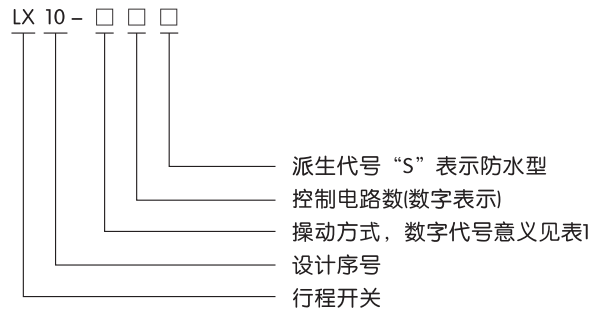 LX 10-□ □ □
派生代号“S”表示防水型
控制电路数(数字表示)
操动方式，数字代号意义见表1
设计序号
行程开关